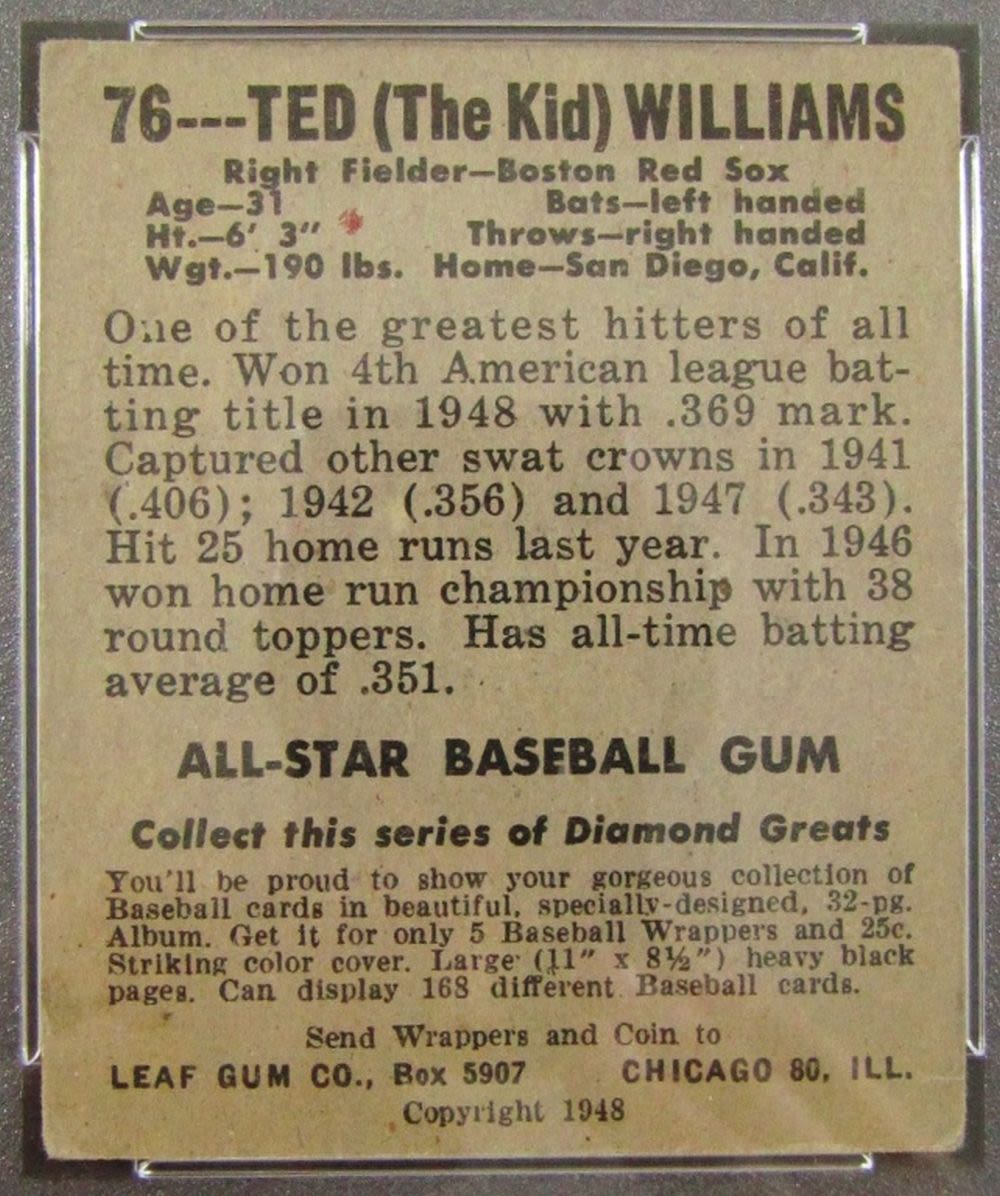 76---TED (The Kid) WILLIAMS
Right Fielder—Boston Red Sox
Age—31 Bats—left handed
Ht.—6' 3" Throws—right handed
Wgt.—190 lbs. Home—San Diego, Calif.
One of the greatest hitters of all
time. Won 4th American league bat-
ting title in 1948 with .369 mark.
Captured other swat crowns in 1941
(.406); 1942 (.356) and 1947 (.343).
Hit 25 home runs last year. In 1946
won home run championship with 38
round toppers. Has all-time batting
average of .351.
ALL-STAR BASEBALL GUM
Collect this series of Diamond Greats
You'll be proud to show your gorgeous collection of
Baseball cards in beautiful, specially-designed, 32-pg.
Album. Get it for only 5 Baseball Wrappers and 25c.
Striking color cover. Large (11" x 8½") heavy black
pages. Can display 168 different Baseball cards.
Send Wrappers and Coin to
LEAF GUM CO., Box 5907 CHICAGO 80, ILL.
Copyright 1948